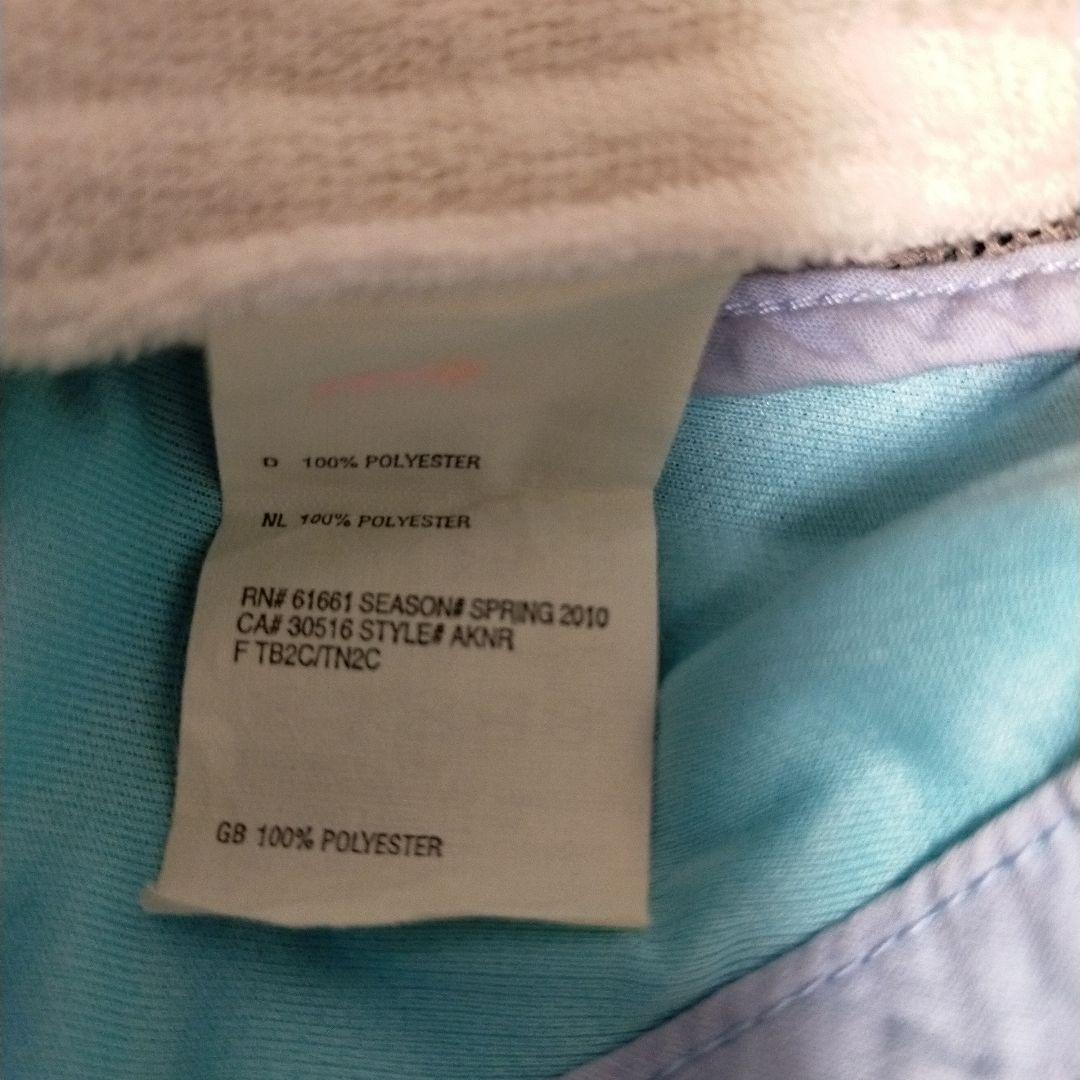 D 100% POLYESTER
NL 100% POLYESTER
RN# 61661 SEASON# SPRING 2010
CA# 30516 STYLE# AKNR
F TB2C/TN2C
GB 100% POLYESTER